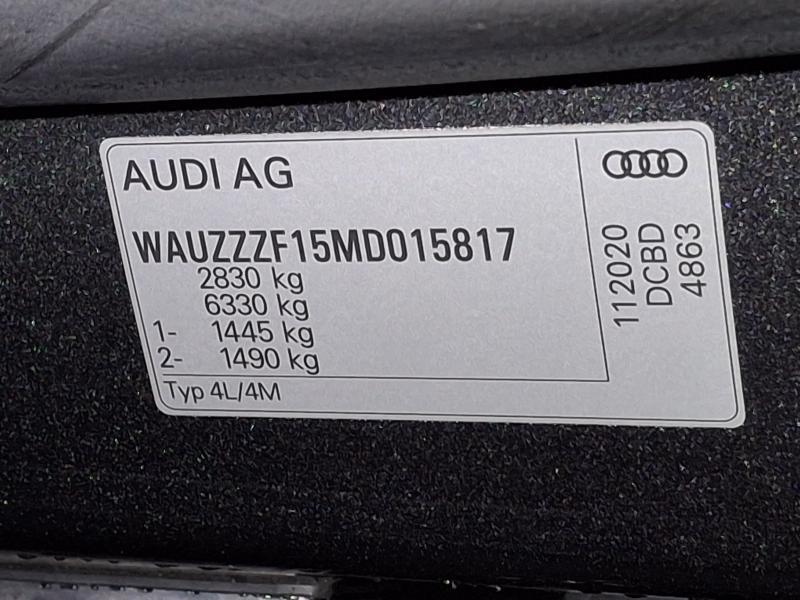 AUDI AG
WAUZZZF15MD015817
2830 kg
6330 kg
1- 1445 kg
2- 1490 kg
Typ 4L/4M
112020
DCBD
4863